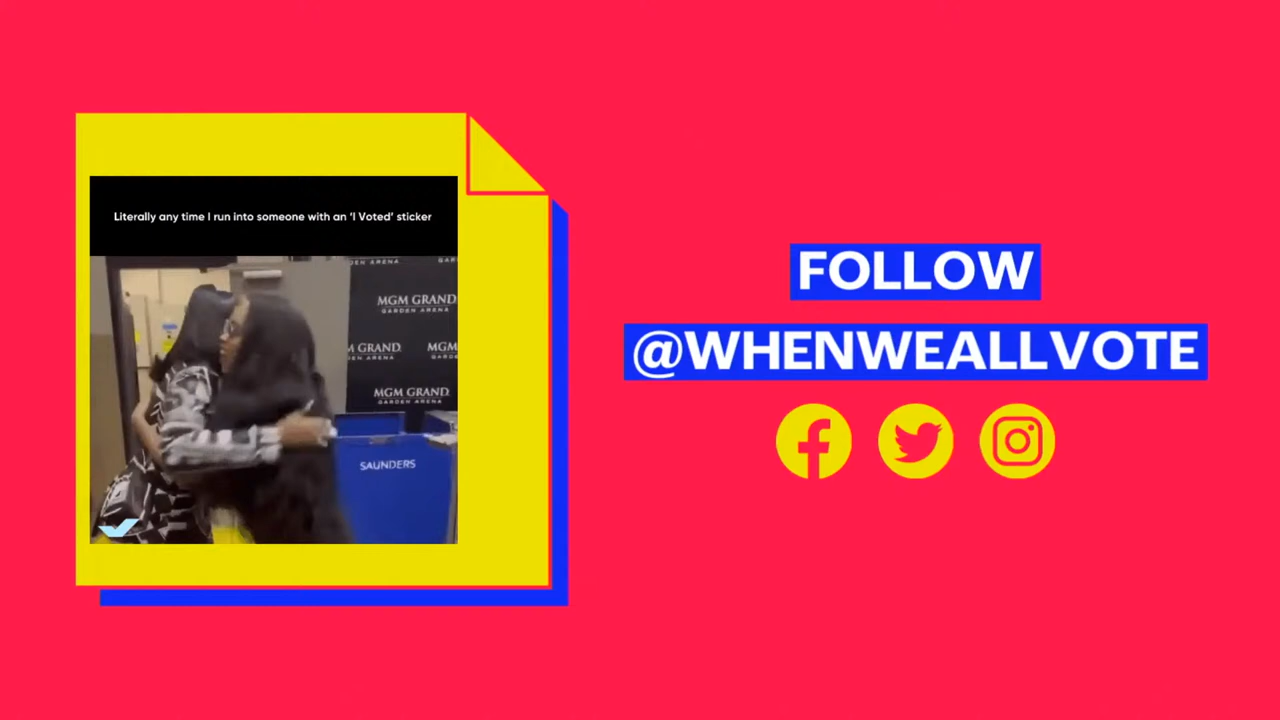 Literally any time I run into someone with an ‘I Voted’ sticker
GARDEN ARENA
MGM GRAND
GARDEN ARENA
M GRAND
GARDEN ARENA
MGM
GARD
MGM GRAND
GARDEN ARENA
SAUNDERS
FOLLOW
@WHENWEALLVOTE